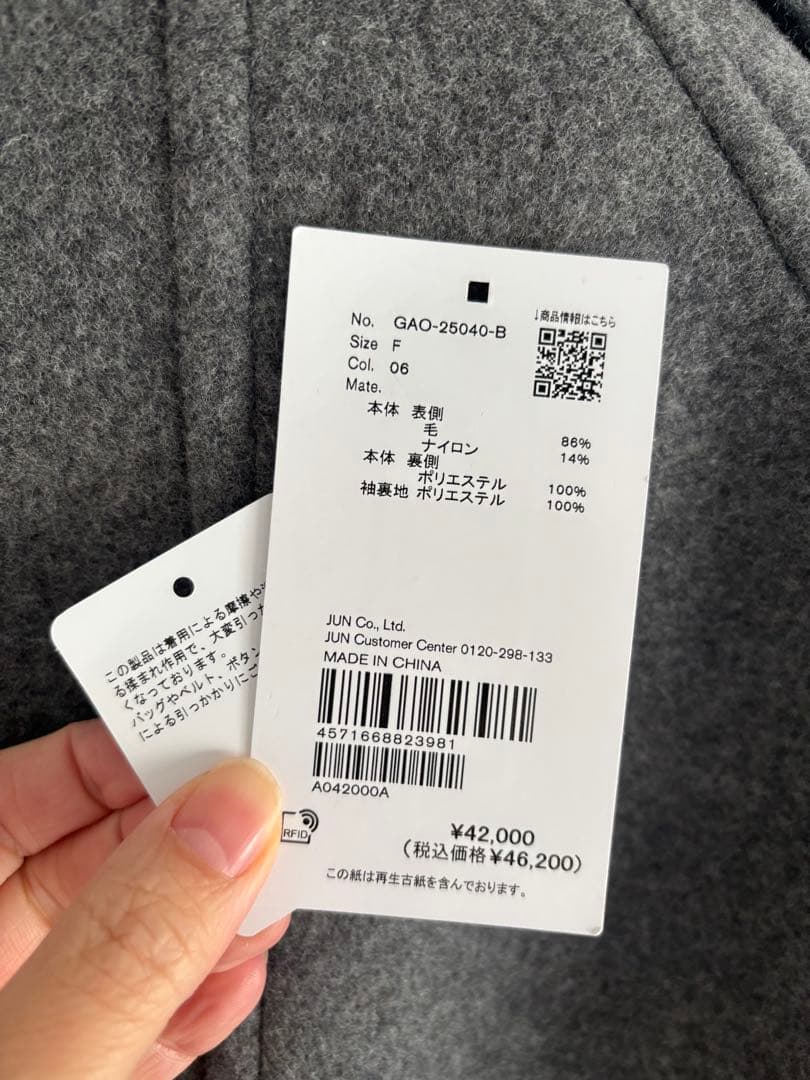 No. GAO-25040-B
↓商品情報はこちら
Size F
Col. 06
Mate.
本体 表側
毛 86%
ナイロン 14%
本体 裏側
ポリエステル 100%
袖裏地 ポリエステル 100%
JUN Co., Ltd.
JUN Customer Center 0120-298-133
MADE IN CHINA
4571668823981
A042000A
RFID
¥42,000
(税込価格¥46,200)
この紙は再生古紙を含んでおります。
この製品は着用による摩擦や
る揉まれ作用で、大変引っか
くなっております。
バッグやベルト、ボタン
による引っかかりにご